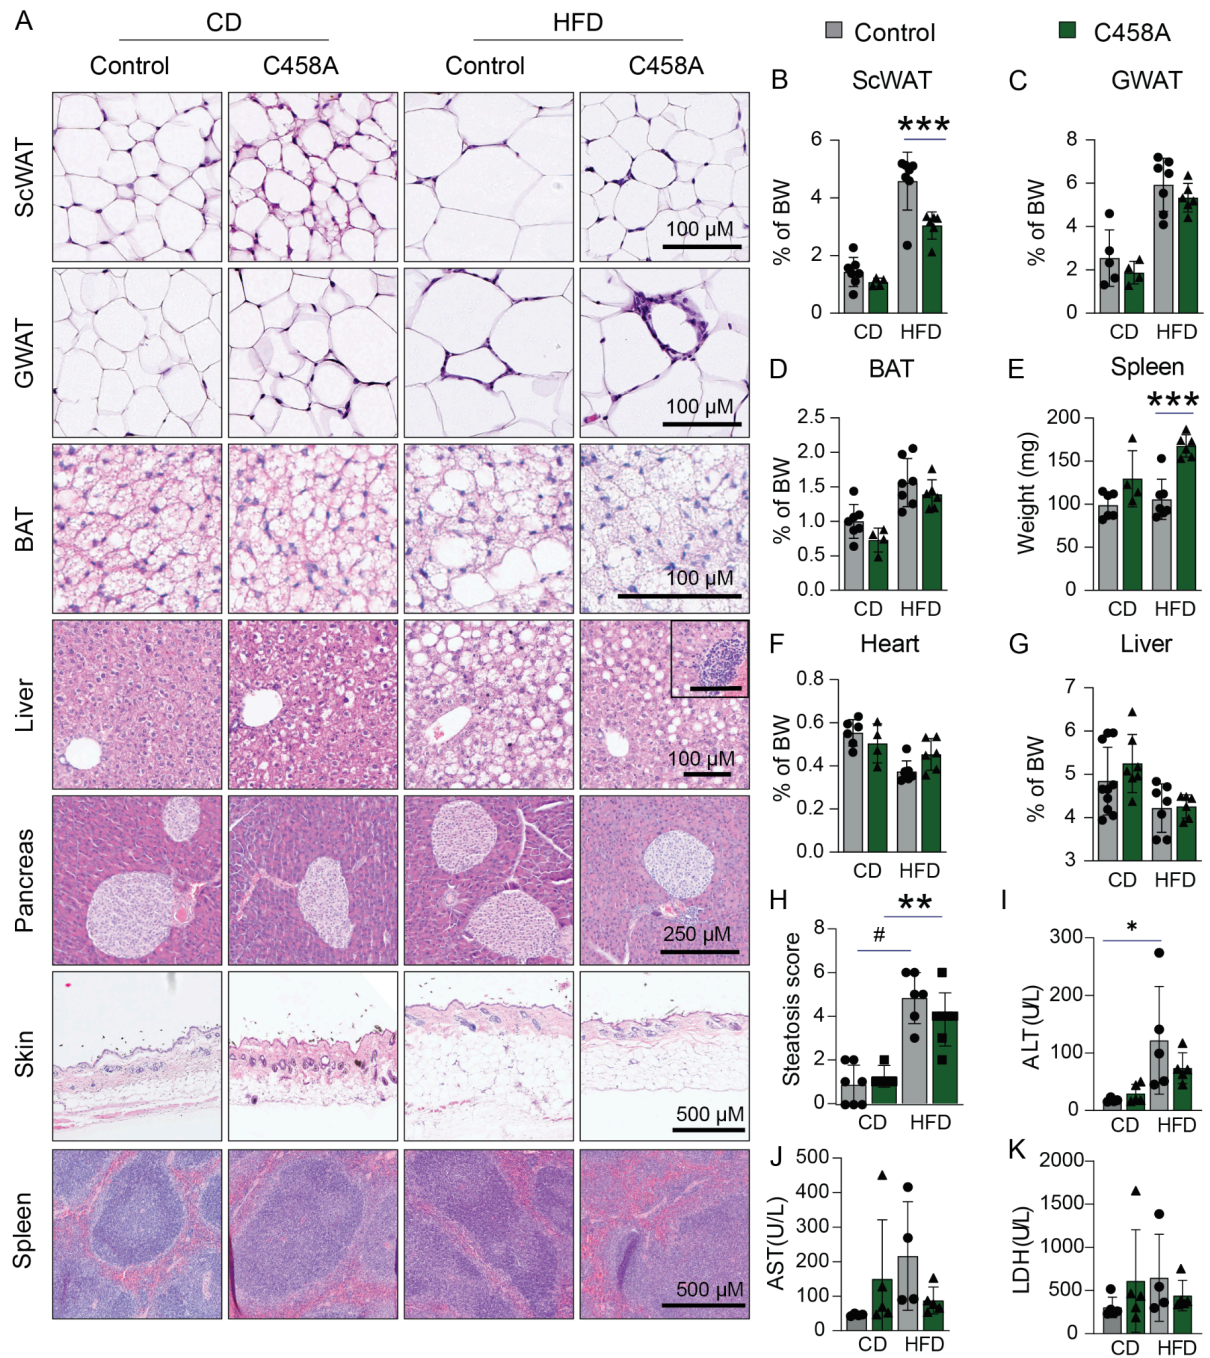 A
CD
HFD
Control
C458A
Control
C458A
ScWAT
100 µM
GWAT
100 µM
BAT
100 µM
Liver
100 µM
Pancreas
250 µM
Skin
500 µM
Spleen
500 µM
Control
C458A
B
ScWAT
% of BW
6
4
2
0
***
CD
HFD
C
GWAT
% of BW
8
6
4
2
0
CD
HFD
D
BAT
% of BW
2.5
2.0
1.5
1.0
0.5
0.0
CD
HFD
E
Spleen
Weight (mg)
200
150
100
50
0
***
CD
HFD
F
Heart
% of BW
0.8
0.6
0.4
0.2
0.0
CD
HFD
G
Liver
% of BW
7
6
5
4
3
CD
HFD
H
Steatosis score
8
6
4
2
0
#
**
CD
HFD
I
ALT(U/L)
300
200
100
0
*
CD
HFD
J
AST(U/L)
500
400
300
200
100
0
CD
HFD
K
LDH(U/L)
2000
1500
1000
500
0
CD
HFD